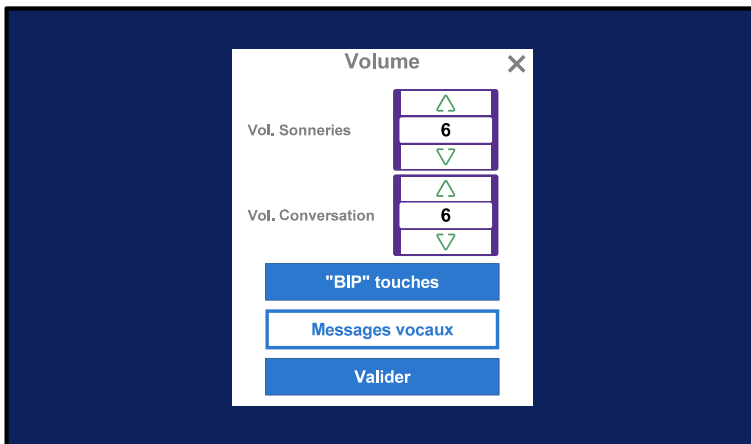 Volume
Vol. Sonneries
6
Vol. Conversation
6
"BIP" touches
Messages vocaux
Valider